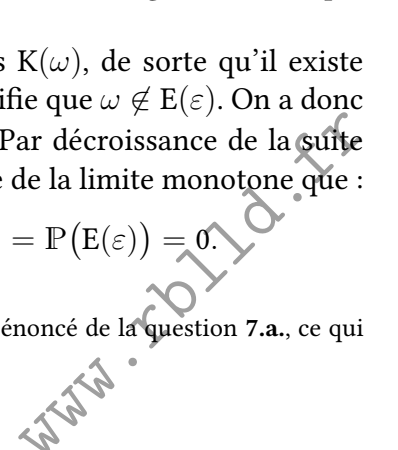 s K(ω), de sorte qu'il existe
ifie que ω ∉ E(ε). On a donc
Par décroissance de la suite
e de la limite monotone que :
= ℙ(E(ε)) = 0.
énoncé de la question 7.a., ce qui
www.rblld.fr